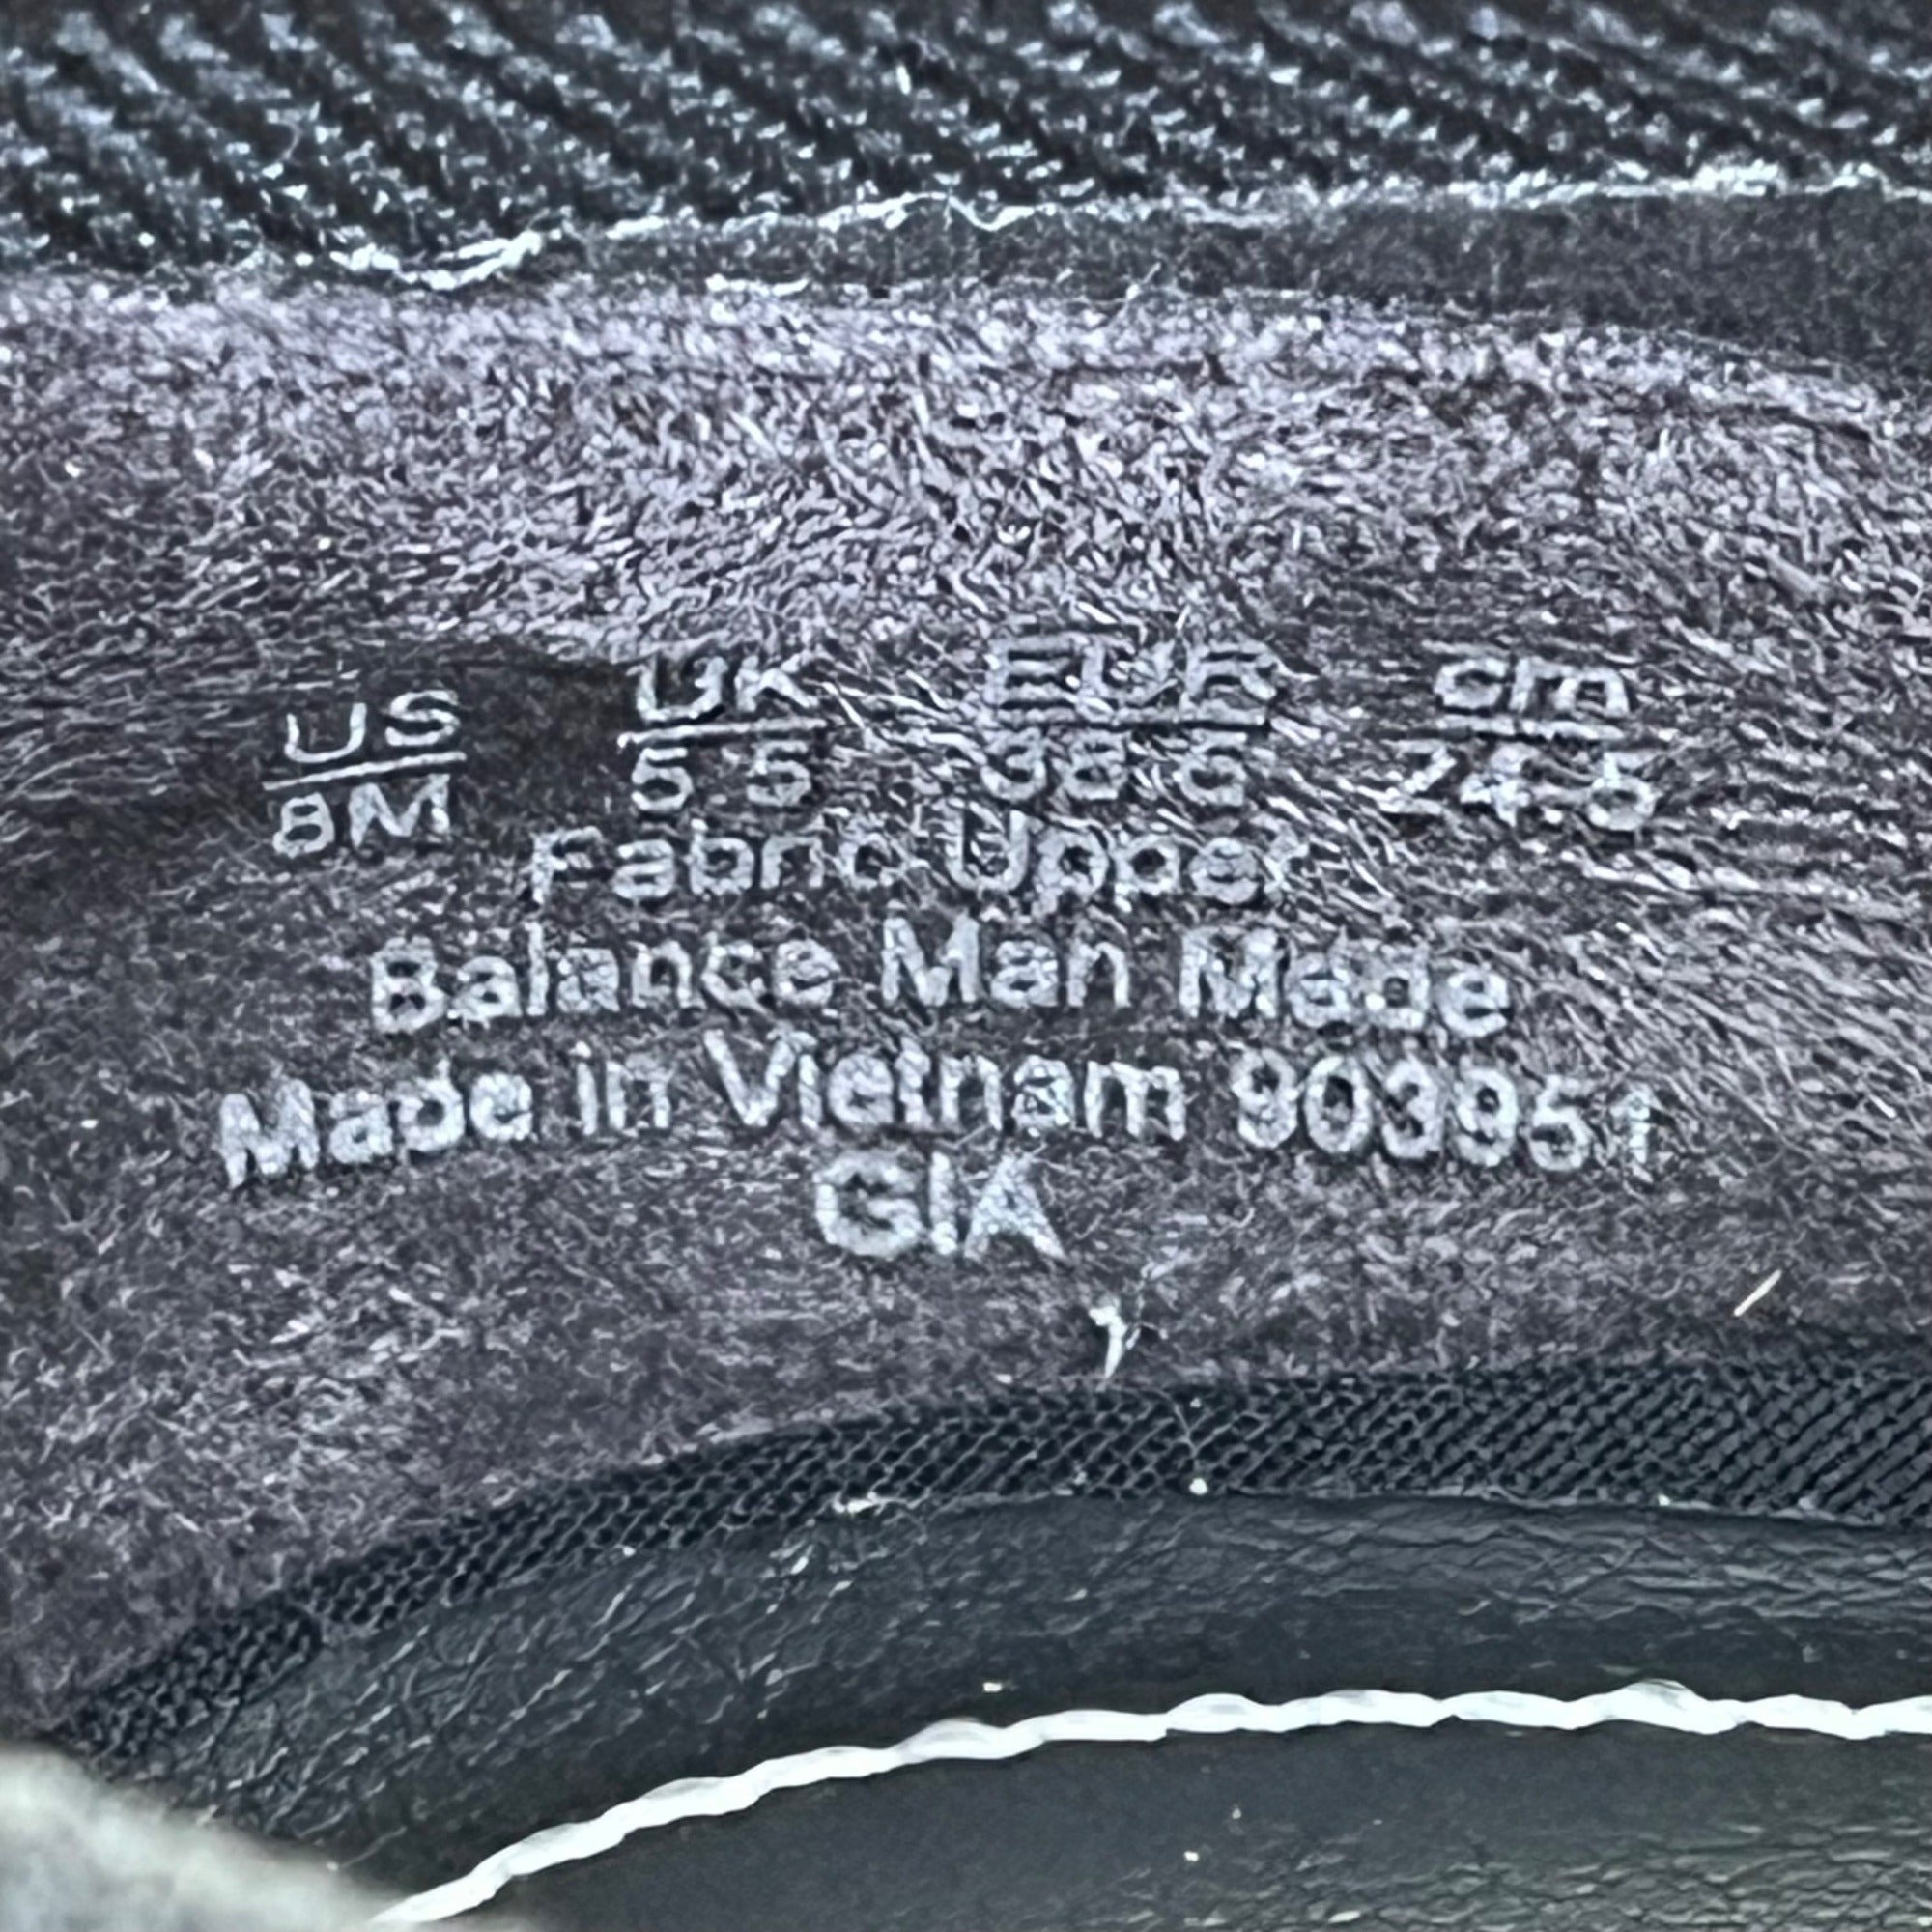 US UK EUR cm
8M 5.5 38.5 24.5
Fabric Upper
Balance Man Made
Made in Vietnam 903951
GIA